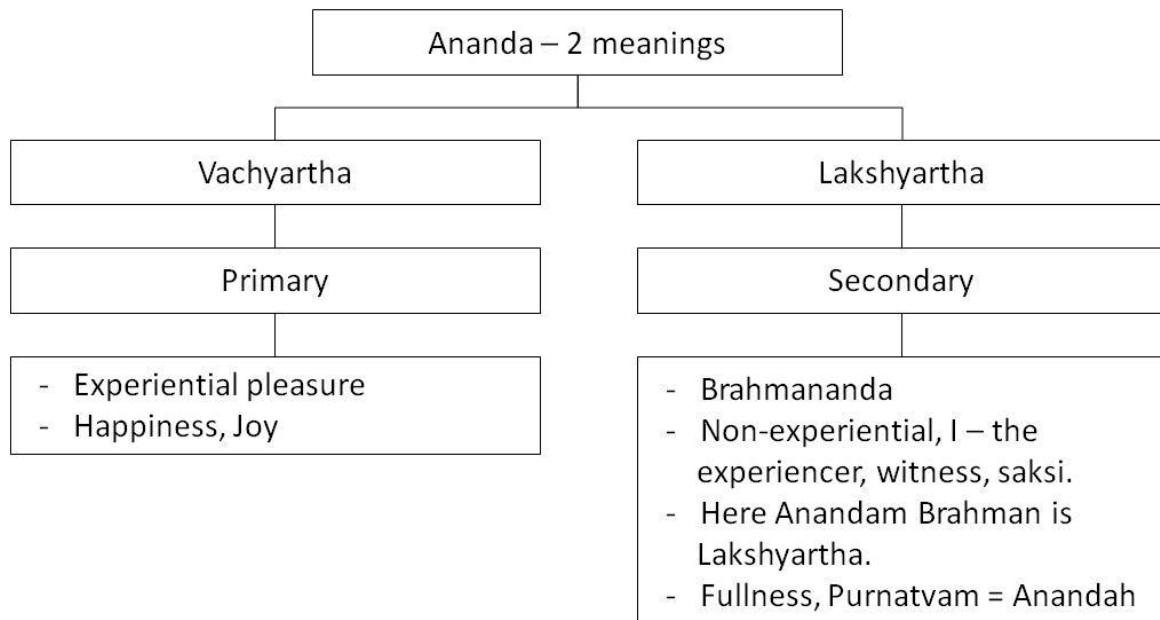 Ananda – 2 meanings
Vachyartha
Lakshyartha
Primary
Secondary
- Experiential pleasure
- Happiness, Joy
- Brahmananda
- Non-experiential, I – the
experiencer, witness, saksi.
- Here Anandam Brahman is
Lakshyartha.
- Fullness, Purnatvam = Anandah